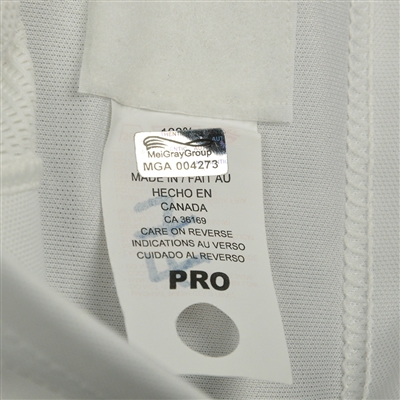 100%
MeiGrayGroup
MGA 004273
MADE IN / FAIT AU
HECHO EN
CANADA
CA 36169
CARE ON REVERSE
INDICATIONS AU VERSO
CUIDADO AL REVERSO
PRO